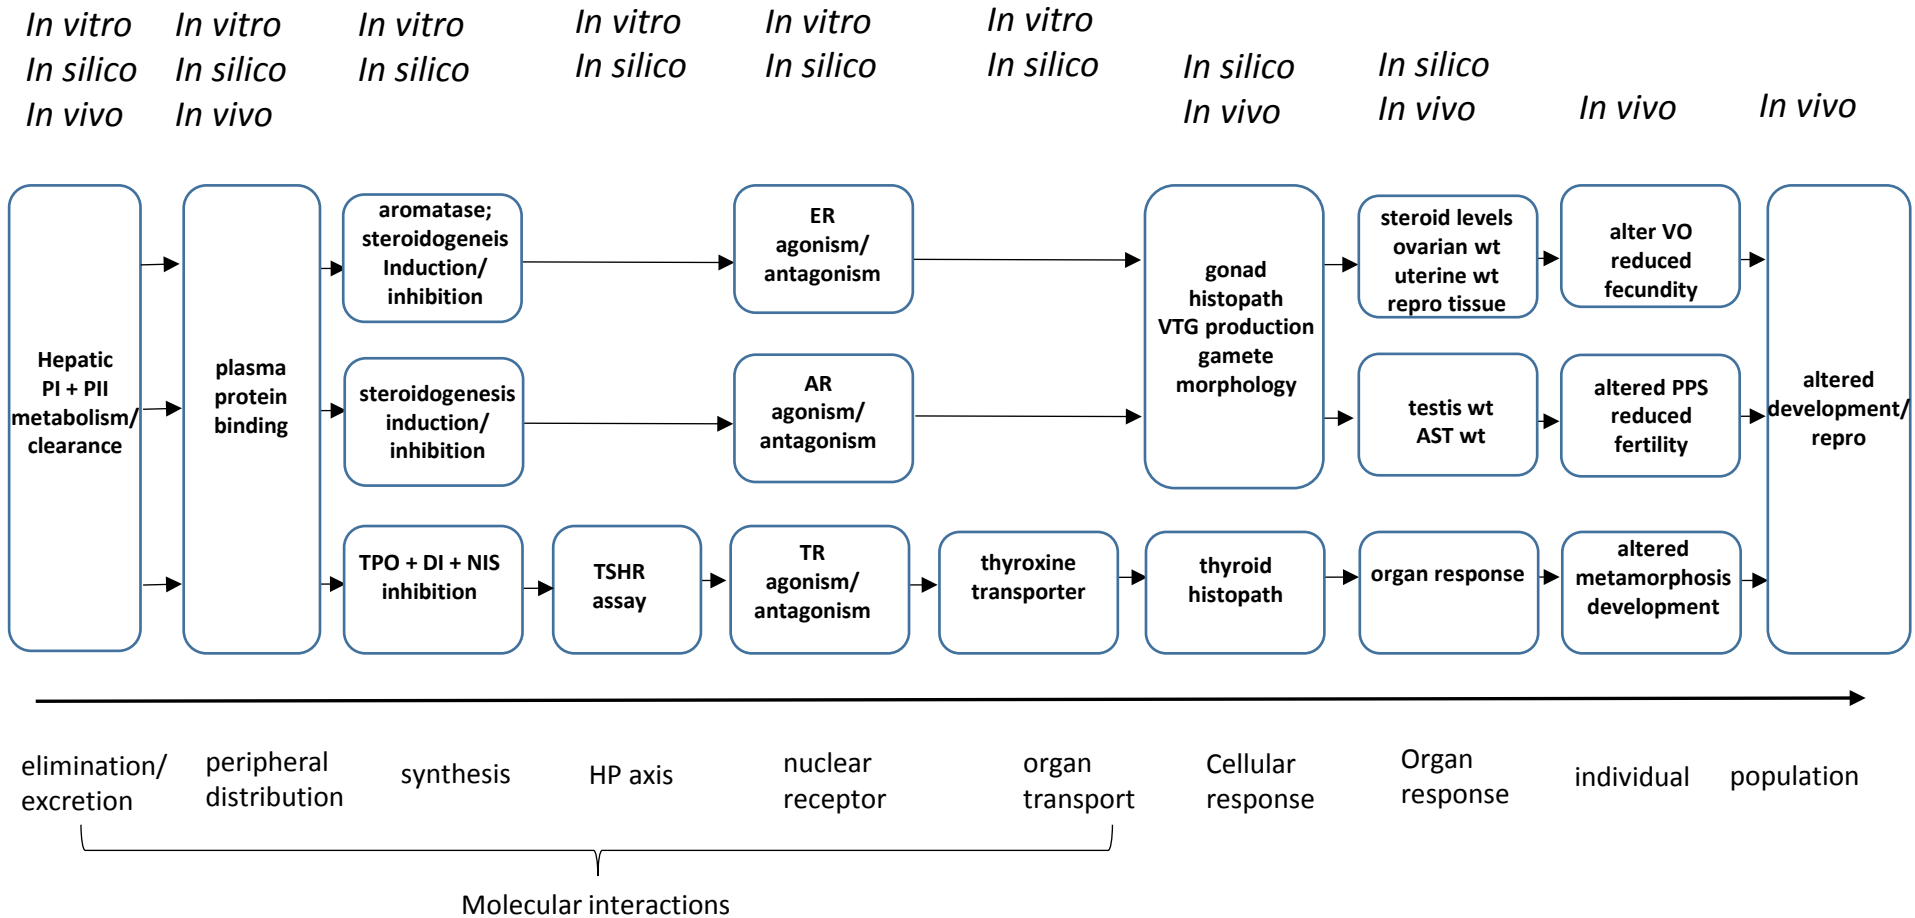 In vitro
In silico
In vivo
In vitro
In silico
In vivo
In vitro
In silico
In vitro
In silico
In vitro
In silico
In vitro
In silico
In silico
In vivo
In silico
In vivo
In vivo
In vivo
Hepatic
PI + PII
metabolism/
clearance
plasma
protein
binding
aromatase;
steroidogeneis
Induction/
inhibition
ER
agonism/
antagonism
steroidogenesis
induction/
inhibition
AR
agonism/
antagonism
gonad
histopath
VTG production
gamete
morphology
steroid levels
ovarian wt
uterine wt
repro tissue
alter VO
reduced
fecundity
testis wt
AST wt
altered PPS
reduced
fertility
TPO + DI + NIS
inhibition
TSHR
assay
TR
agonism/
antagonism
thyroxine
transporter
thyroid
histopath
organ response
altered
metamorphosis
development
altered
development/
repro
elimination/
excretion
peripheral
distribution
synthesis
HP axis
nuclear
receptor
organ
transport
Cellular
response
Organ
response
individual
population
Molecular interactions